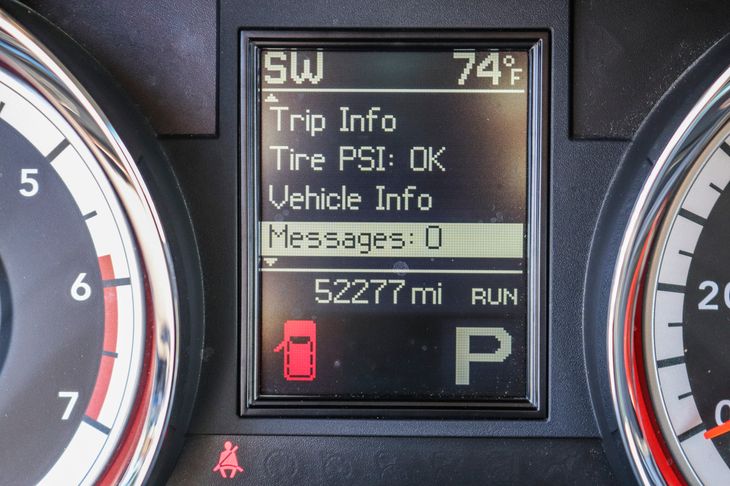 SW 74°F
Trip Info
Tire PSI: OK
Vehicle Info
Messages: 0
52277 mi RUN
P
5
6
7
20
0